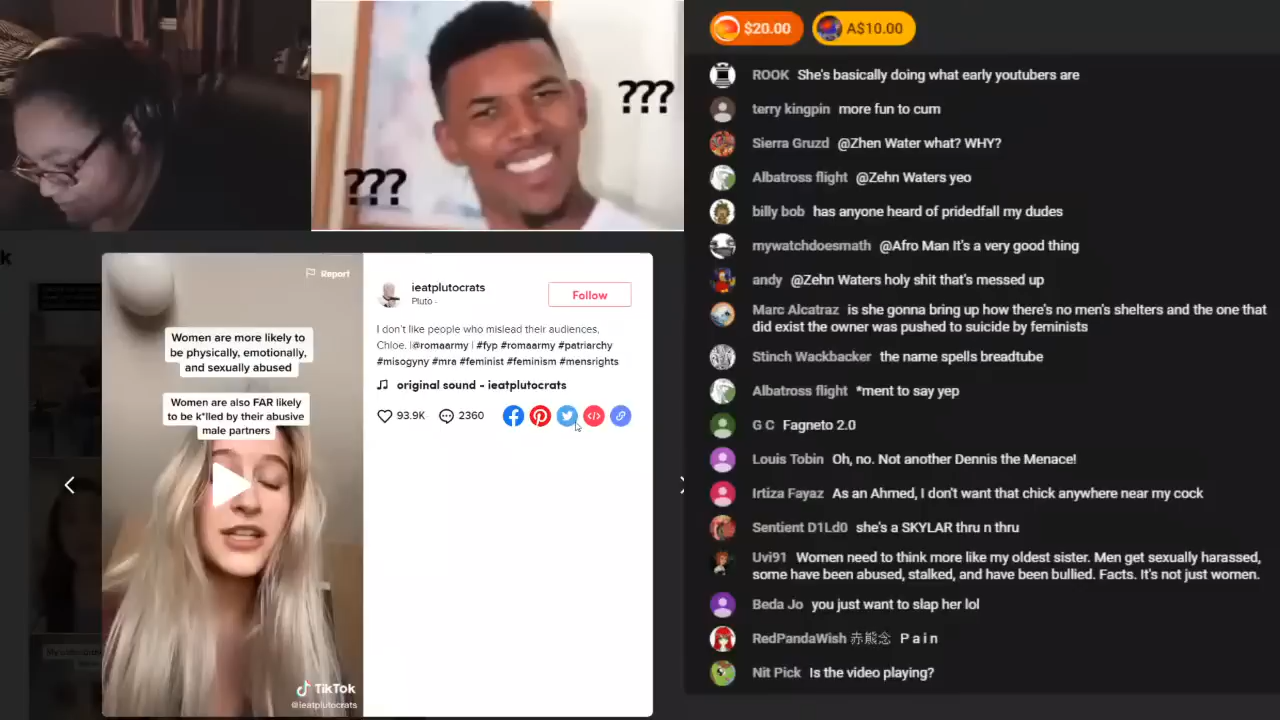 ???
???
k
Report
Women are more likely to
be physically, emotionally,
and sexually abused
Women are also FAR likely
to be k*lled by their abusive
male partners
TikTok
@ieatplutocrats
ieatplutocrats
Pluto ·
Follow
I don't like people who mislead their audiences,
Chloe. |@romaarmy | #fyp #romaarmy #patriarchy
#misogyny #mra #feminist #feminism #mensrights
original sound - ieatplutocrats
93.9K
2360
$20.00
A$10.00
ROOK She's basically doing what early youtubers are
terry kingpin more fun to cum
Sierra Gruzd @Zhen Water what? WHY?
Albatross flight @Zehn Waters yeo
billy bob has anyone heard of pridedfall my dudes
mywatchdoesmath @Afro Man It's a very good thing
andy @Zehn Waters holy shit that's messed up
Marc Alcatraz is she gonna bring up how there's no men's shelters and the one that
did exist the owner was pushed to suicide by feminists
Stinch Wackbacker the name spells breadtube
Albatross flight *ment to say yep
G C Fagneto 2.0
Louis Tobin Oh, no. Not another Dennis the Menace!
Irtiza Fayaz As an Ahmed, I don't want that chick anywhere near my cock
Sentient D1Ld0 she's a SKYLAR thru n thru
Uvi91 Women need to think more like my oldest sister. Men get sexually harassed,
some have been abused, stalked, and have been bullied. Facts. It's not just women.
Beda Jo you just want to slap her lol
RedPandaWish 赤熊念 P a i n
Nit Pick Is the video playing?